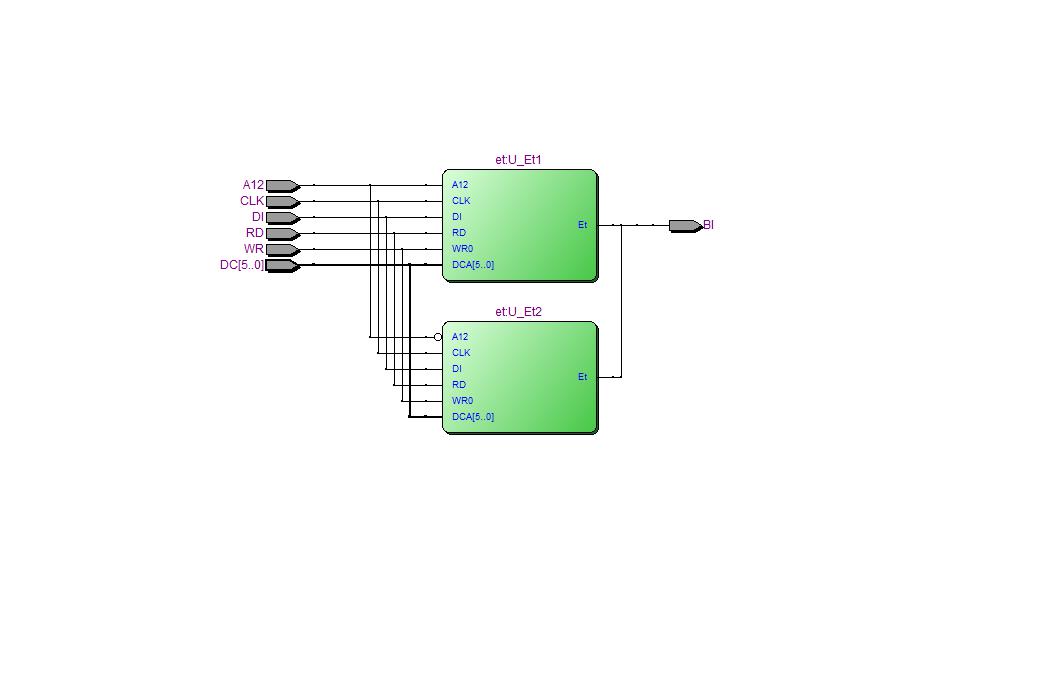 et:U_Et1
A12
CLK
DI
RD
WR
DC[5..0]
A12
CLK
DI
RD
WR0
DCA[5..0]
Et
BI
et:U_Et2
A12
CLK
DI
RD
WR0
DCA[5..0]
Et